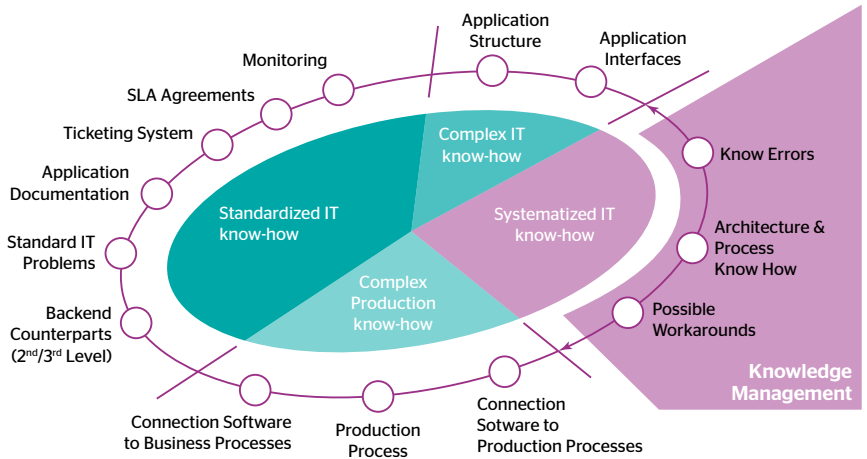 Application
Structure
Application
Interfaces
Monitoring
SLA Agreements
Ticketing System
Application
Documentation
Standard IT
Problems
Backend
Counterparts
(2nd/3rd Level)
Complex IT
know-how
Standardized IT
know-how
Systematized IT
know-how
Complex
Production
know-how
Know Errors
Architecture &
Process
Know How
Possible
Workarounds
Knowledge
Management
Connection Software
to Business Processes
Production
Process
Connection
Sotware to
Production Processes